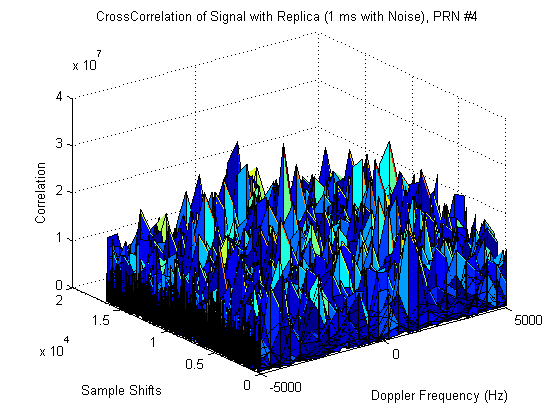 CrossCorrelation of Signal with Replica (1 ms with Noise), PRN #4
x 10^7
4
3
2
1
0
Correlation
2
1.5
1
0.5
0
x 10^4
Sample Shifts
-5000
0
5000
Doppler Frequency (Hz)